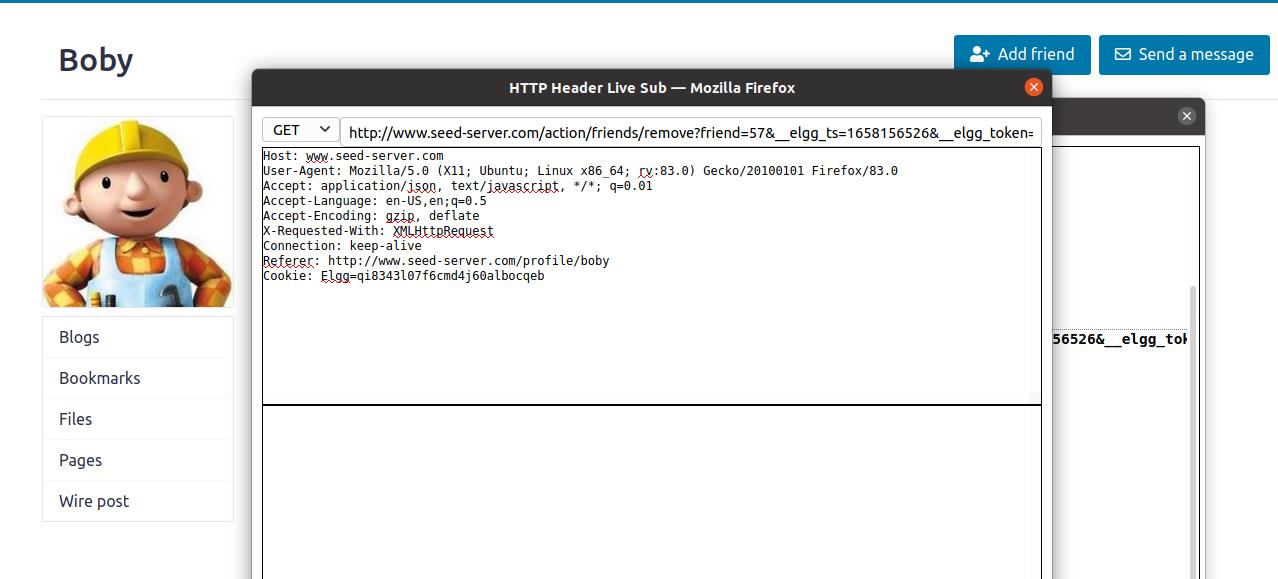 Boby
Add friend
Send a message
HTTP Header Live Sub — Mozilla Firefox
GET
http://www.seed-server.com/action/friends/remove?friend=57&__elgg_ts=1658156526&__elgg_token=
Host: www.seed-server.com
User-Agent: Mozilla/5.0 (X11; Ubuntu; Linux x86_64; rv:83.0) Gecko/20100101 Firefox/83.0
Accept: application/json, text/javascript, */*; q=0.01
Accept-Language: en-US,en;q=0.5
Accept-Encoding: gzip, deflate
X-Requested-With: XMLHttpRequest
Connection: keep-alive
Referer: http://www.seed-server.com/profile/boby
Cookie: Elgg=qi8343l07f6cmd4j60albocqeb
56526&__elgg_tok
Blogs
Bookmarks
Files
Pages
Wire post